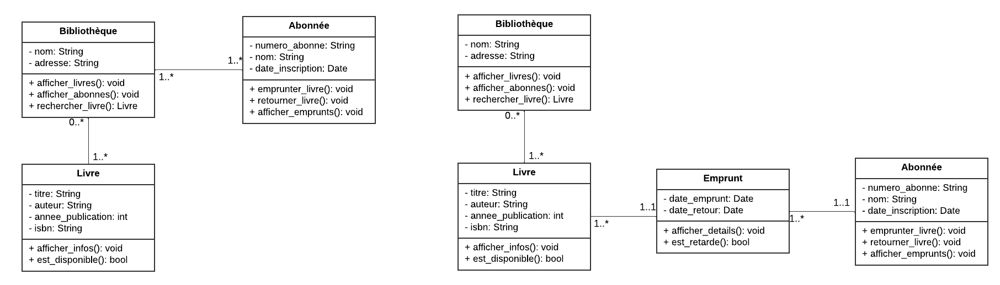 Bibliothèque
- nom: String
- adresse: String
+ afficher_livres(): void
+ afficher_abonnes(): void
+ rechercher_livre(): Livre
1..*
1..*
Abonnée
- numero_abonne: String
- nom: String
- date_inscription: Date
+ emprunter_livre(): void
+ retourner_livre(): void
+ afficher_emprunts(): void
0..*
1..*
Livre
- titre: String
- auteur: String
- annee_publication: int
- isbn: String
+ afficher_infos(): void
+ est_disponible(): bool
Bibliothèque
- nom: String
- adresse: String
+ afficher_livres(): void
+ afficher_abonnes(): void
+ rechercher_livre(): Livre
0..*
1..*
Livre
- titre: String
- auteur: String
- annee_publication: int
- isbn: String
+ afficher_infos(): void
+ est_disponible(): bool
1..1
1..*
Emprunt
- date_emprunt: Date
- date_retour: Date
+ afficher_details(): void
+ est_retarde(): bool
1..1
1..*
Abonnée
- numero_abonne: String
- nom: String
- date_inscription: Date
+ emprunter_livre(): void
+ retourner_livre(): void
+ afficher_emprunts(): void